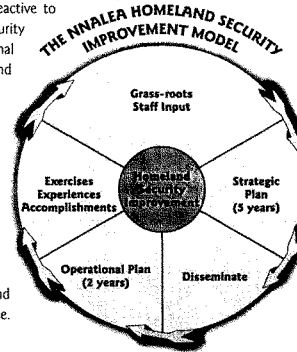 eactive to
urity
nal
nd
THE NNALEA HOMELAND SECURITY
IMPROVEMENT MODEL
Grass-roots
Staff Input
Exercises
Experiences
Accomplishments
Homeland
Security
Improvement
Strategic
Plan
(5 years)
Operational Plan
(2 years)
Disseminate
nd
e.